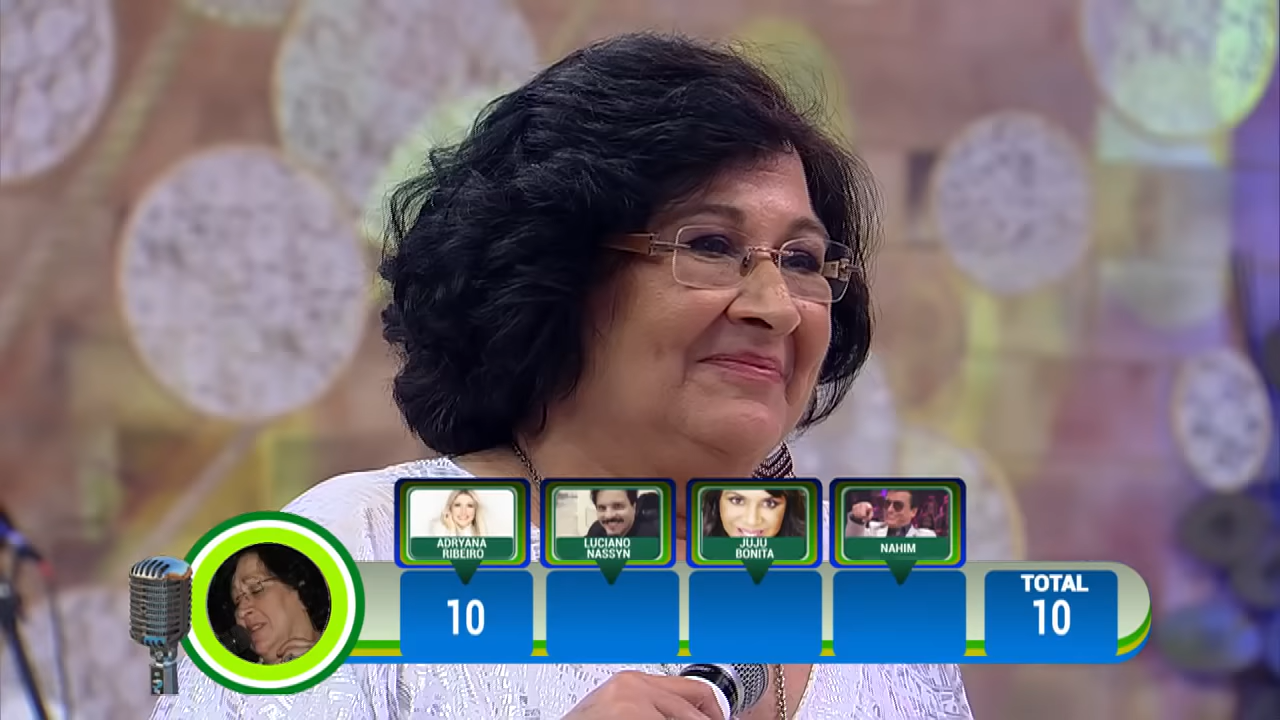 ADRYANA
RIBEIRO
LUCIANO
NASSYN
JUJU
BONITA
NAHIM
10
TOTAL
10